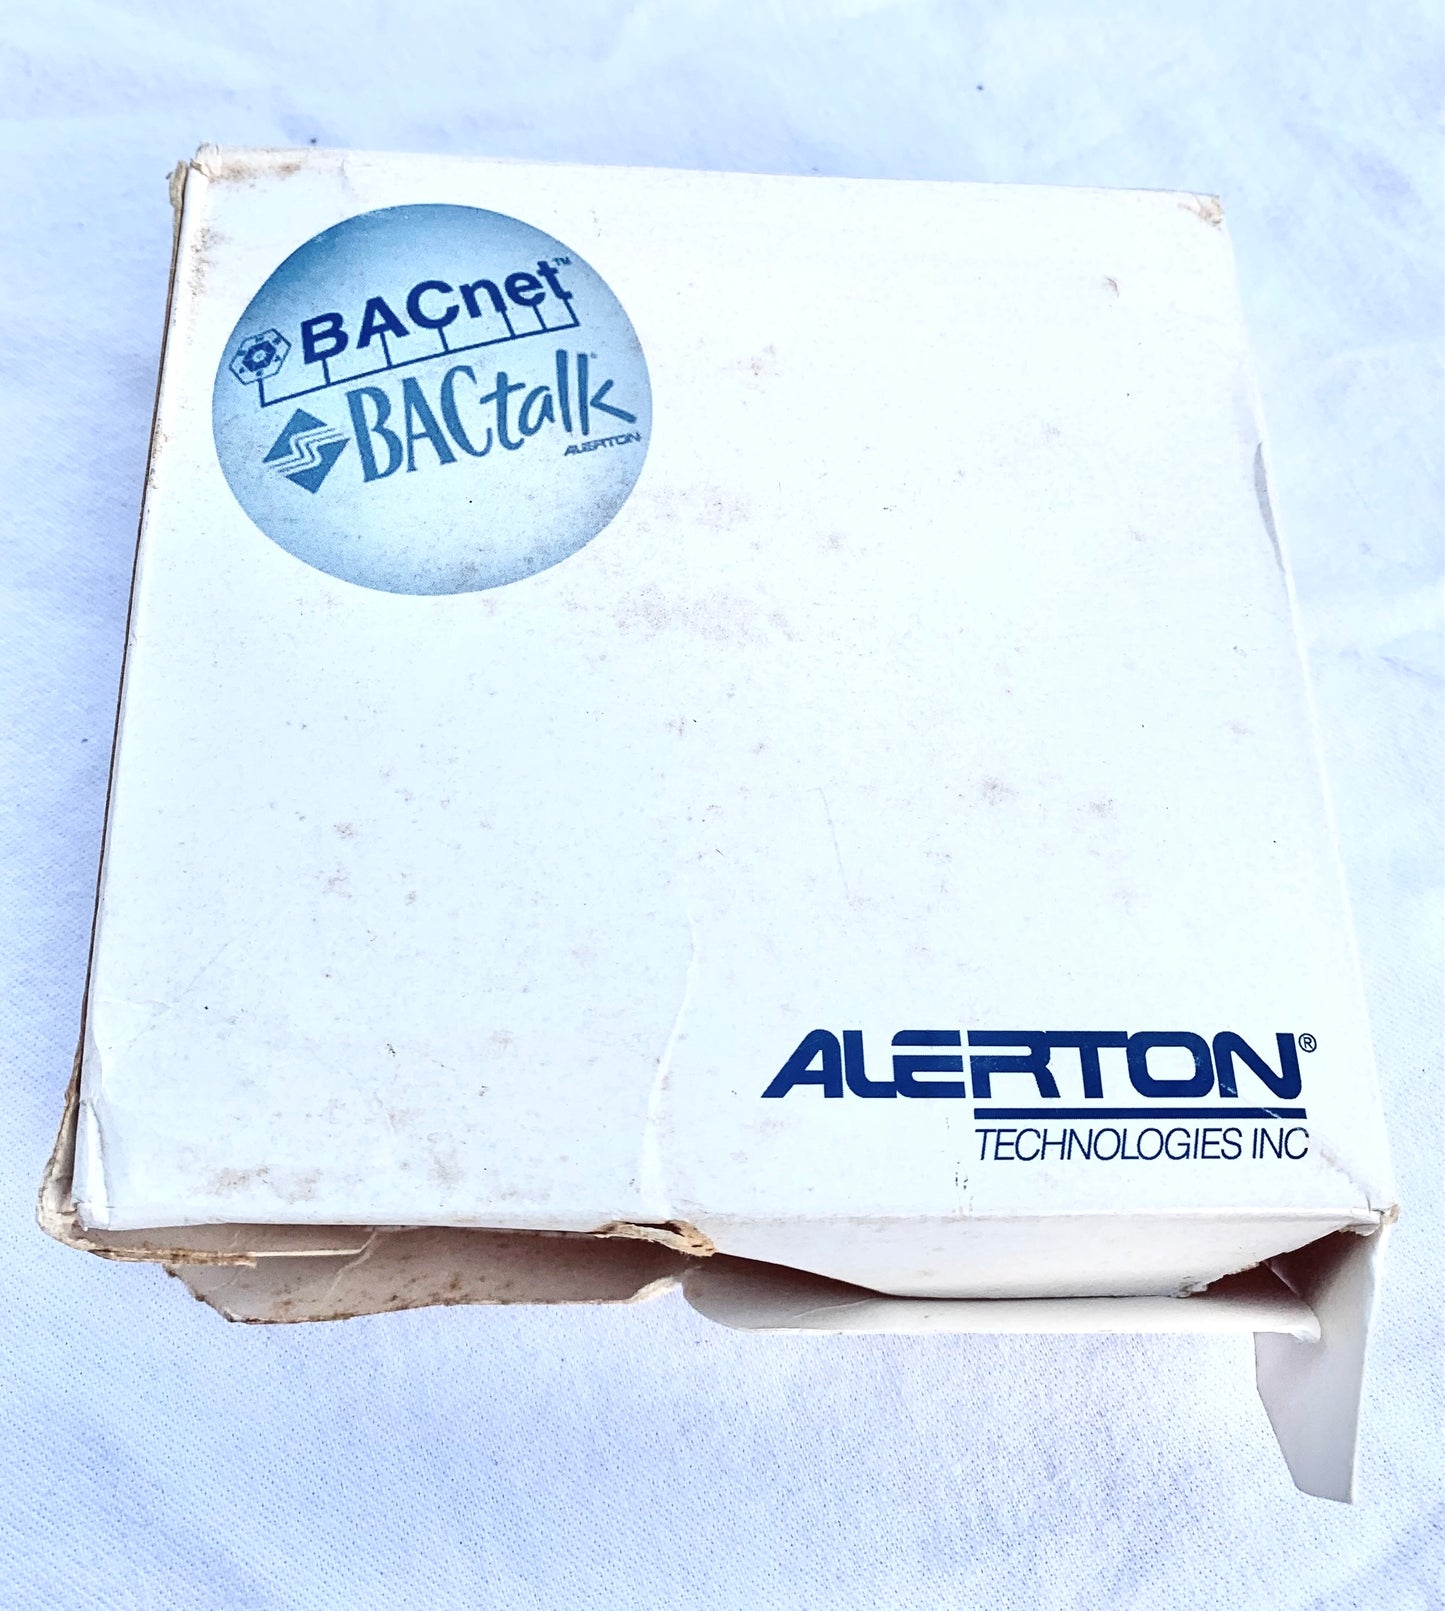 BACnet™
BACtalk
ALERTON
ALERTON®
TECHNOLOGIES INC